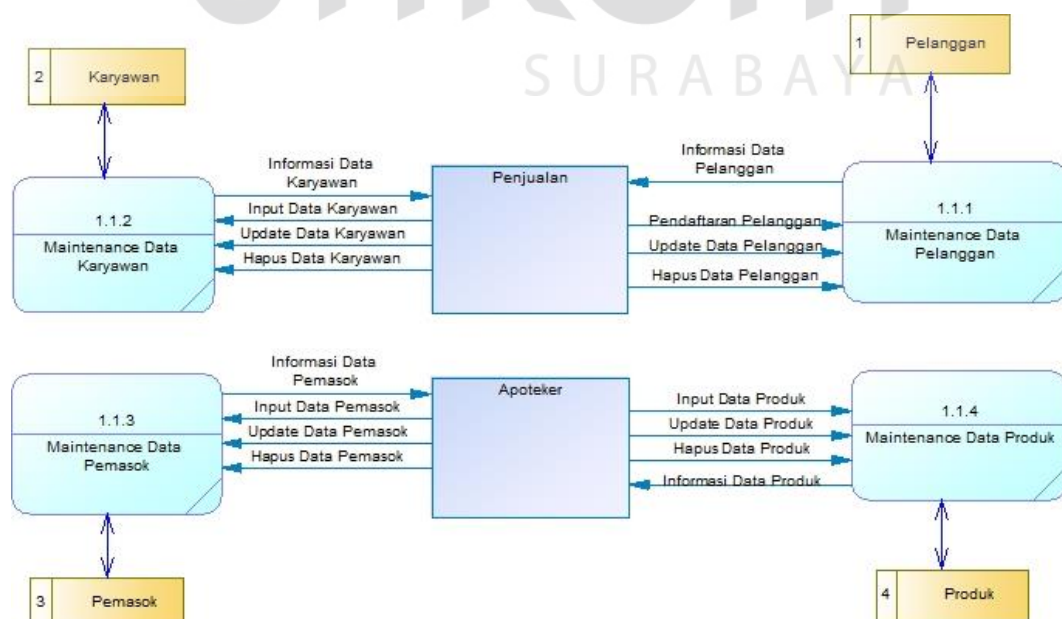 SURABAYA
1 Pelanggan
2 Karyawan
Informasi Data
Karyawan
Input Data Karyawan
Update Data Karyawan
Hapus Data Karyawan
1.1.2
Maintenance Data
Karyawan
Penjualan
Informasi Data
Pelanggan
Pendaftaran Pelanggan
Update Data Pelanggan
Hapus Data Pelanggan
1.1.1
Maintenance Data
Pelanggan
Informasi Data
Pemasok
Input Data Pemasok
Update Data Pemasok
Hapus Data Pemasok
1.1.3
Maintenance Data
Pemasok
Apoteker
Input Data Produk
Update Data Produk
Hapus Data Produk
Informasi Data Produk
1.1.4
Maintenance Data Produk
3 Pemasok
4 Produk